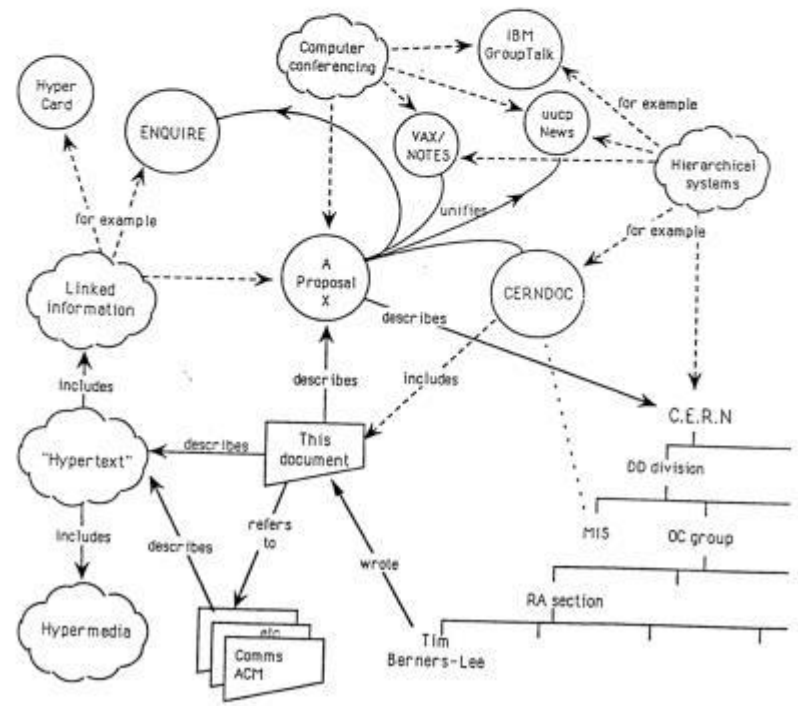 IBM
GroupTalk
Computer
conferencing
Hyper
Card
ENQUIRE
VAX/
NOTES
uucp
News
for example
Hierarchical
systems
for example
unifies
for example
A
Proposal
X
CERNDOC
Linked
information
describes
includes
describes
includes
C.E.R.N
This
document
describes
"Hypertext"
DD division
refers
to
MIS
OC group
includes
describes
wrote
RA section
Hypermedia
etc
Comms
ACM
Tim
Berners-Lee